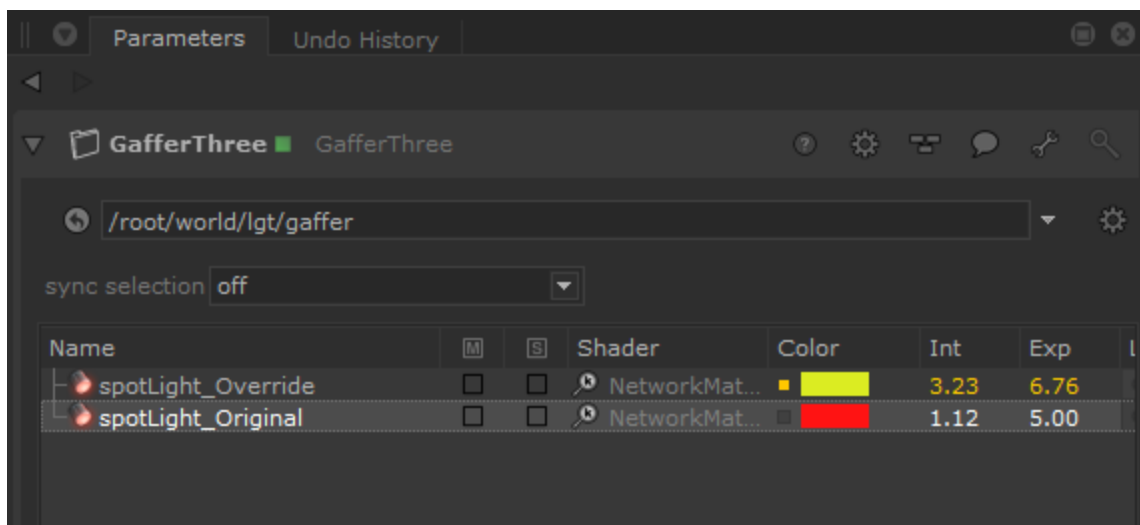 Parameters Undo History
GafferThree GafferThree ?
/root/world/lgt/gaffer
sync selection off
Name M S Shader Color Int Exp L
spotLight_Override NetworkMat... 3.23 6.76
spotLight_Original NetworkMat... 1.12 5.00